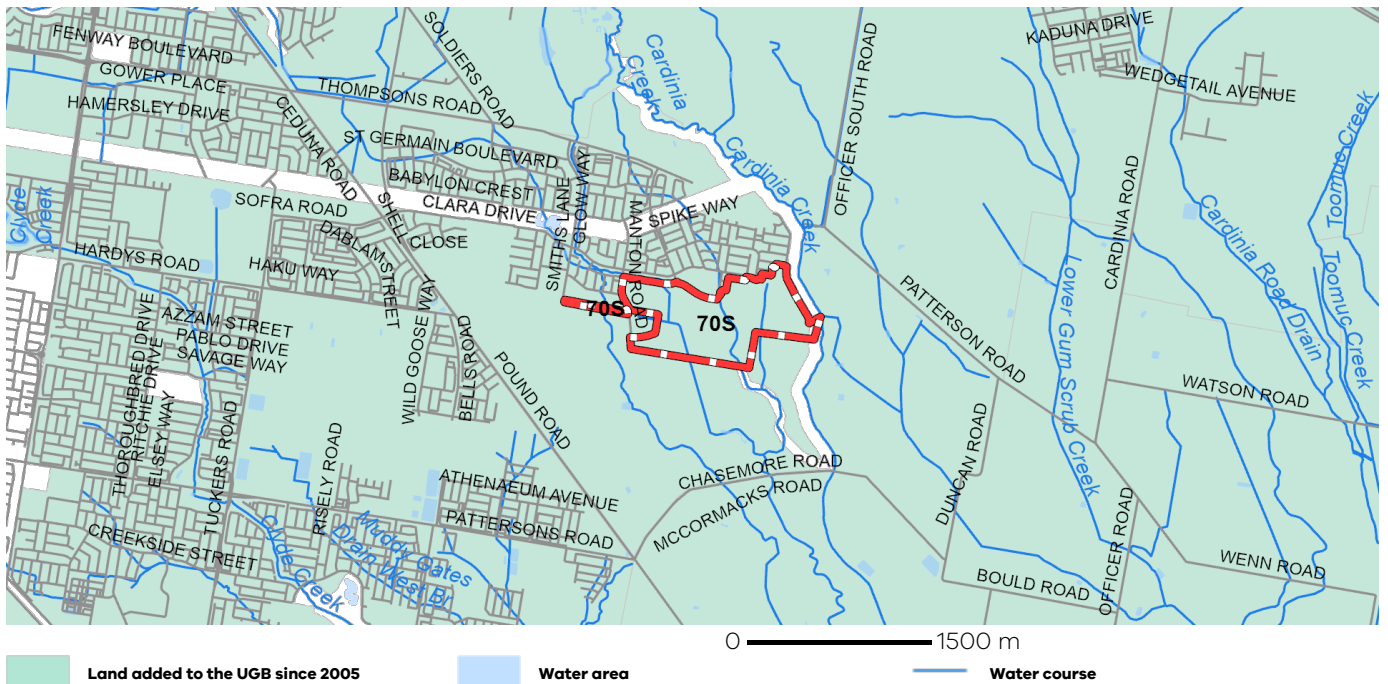 FENWAY BOULEVARD
GOWER PLACE
HAMERSLEY DRIVE
SOLDIERS ROAD
THOMPSONS ROAD
CEDUNA ROAD
ST GERMAIN BOULEVARD
BABYLON CREST
CLARA DRIVE
SMITHS LANE
GLOW WAY
MANTON ROAD
SPIKE WAY
Cardinia
Creek
Cardinia
Creek
OFFICER SOUTH ROAD
KADUNA DRIVE
WEDGETAIL AVENUE
CARDINIA ROAD
Toomuc Creek
Toomuc Creek
Cardinia Road Drain
Lower Gum Scrub Creek
Clyde
Creek
SOFRA ROAD
SHELL
CLOSE
DABLAM STREET
HARDYS ROAD
HAKU WAY
WILD GOOSE WAY
BELLS ROAD
POUND ROAD
70S
70S
PATTERSON ROAD
WATSON ROAD
AZZAM STREET
PABLO DRIVE
SAVAGE WAY
THOROUGHBRED DRIVE
RITCHIE DRIVE
ELSEY WAY
TUCKERS ROAD
RISELY ROAD
ATHENAEUM AVENUE
PATTERSONS ROAD
CHASEMORE ROAD
MCCORMACKS ROAD
DUNCAN ROAD
OFFICER ROAD
BOULD ROAD
WENN ROAD
CREEKSIDE STREET
Clyde Creek
Muddy Gates
Drain West Br
0 1500 m
Land added to the UGB since 2005
Water area
Water course